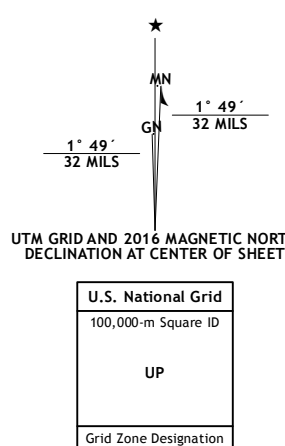 ★
MN
GN
1° 49´
32 MILS
1° 49´
32 MILS
UTM GRID AND 2016 MAGNETIC NORT
DECLINATION AT CENTER OF SHEET
U.S. National Grid
100,000-m Square ID
UP
Grid Zone Designation